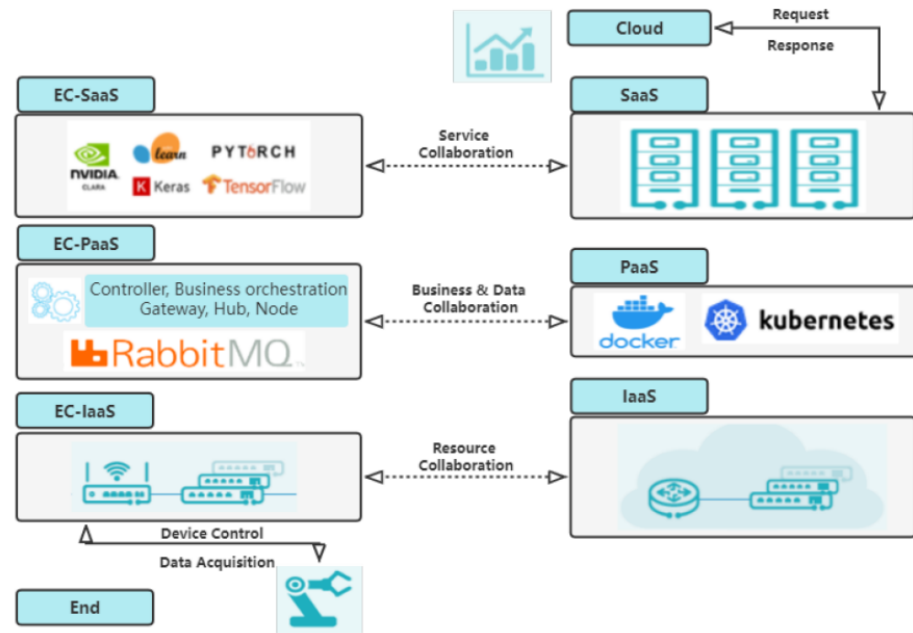 Cloud
Request
Response
EC-SaaS
SaaS
NVIDIA
CLARA
learn
PYTORCH
Keras
TensorFlow
Service
Collaboration
EC-PaaS
PaaS
Controller, Business orchestration
Gateway, Hub, Node
RabbitMQ
TM
Business & Data
Collaboration
docker
kubernetes
EC-IaaS
IaaS
Resource
Collaboration
Device Control
Data Acquisition
End